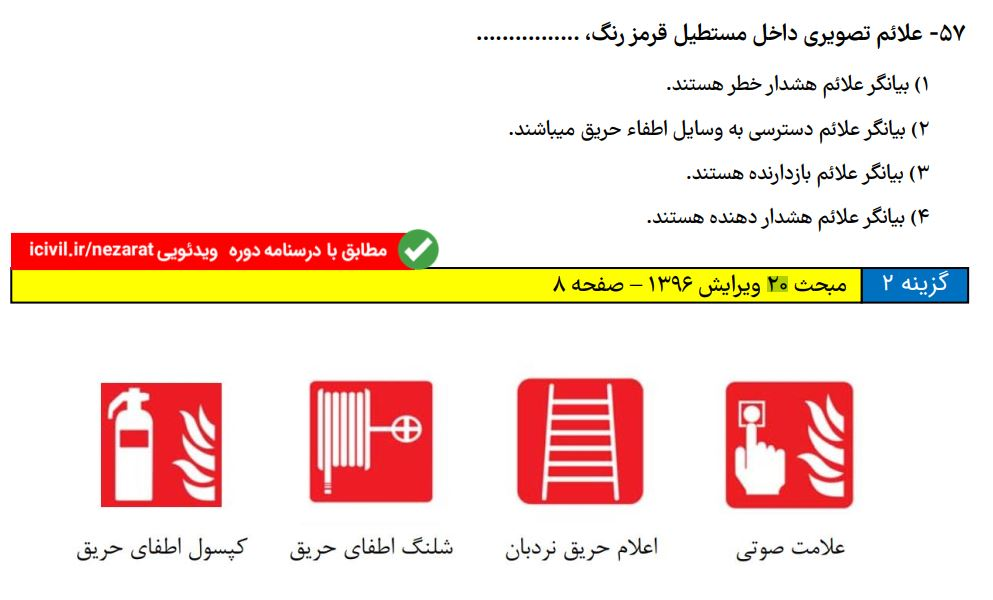 ۵۷- علائم تصویری داخل مستطیل قرمز رنگ، ................
۱) بیانگر علائم هشدار خطر هستند.
۲) بیانگر علائم دسترسی به وسایل اطفاء حریق میباشند.
۳) بیانگر علائم بازدارنده هستند.
۴) بیانگر علائم هشدار دهنده هستند.
مطابق با درسنامه دوره ویدئویی icivil.ir/nezarat
گزینه ۲ مبحث ۲۰ ویرایش ۱۳۹۶ – صفحه ۸
علامت صوتی اعلام حریق نردبان شلنگ اطفای حریق کپسول اطفای حریق